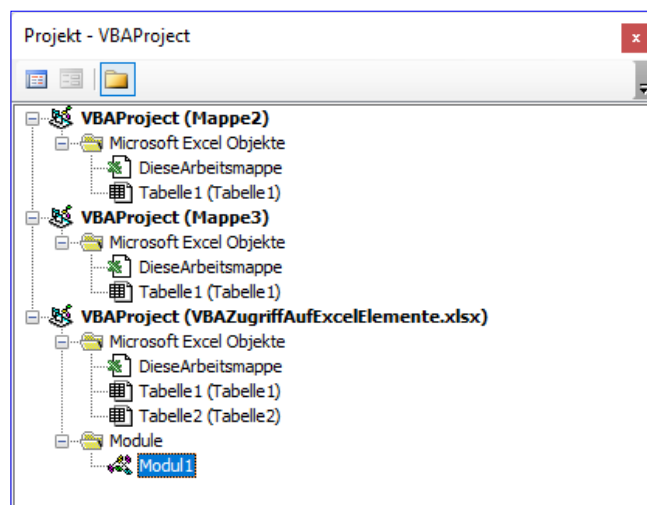 Projekt - VBAProject
VBAProject (Mappe2)
Microsoft Excel Objekte
DieseArbeitsmappe
Tabelle1 (Tabelle1)
VBAProject (Mappe3)
Microsoft Excel Objekte
DieseArbeitsmappe
Tabelle1 (Tabelle1)
VBAProject (VBAZugriffAufExcelElemente.xlsx)
Microsoft Excel Objekte
DieseArbeitsmappe
Tabelle1 (Tabelle1)
Tabelle2 (Tabelle2)
Module
Modul1